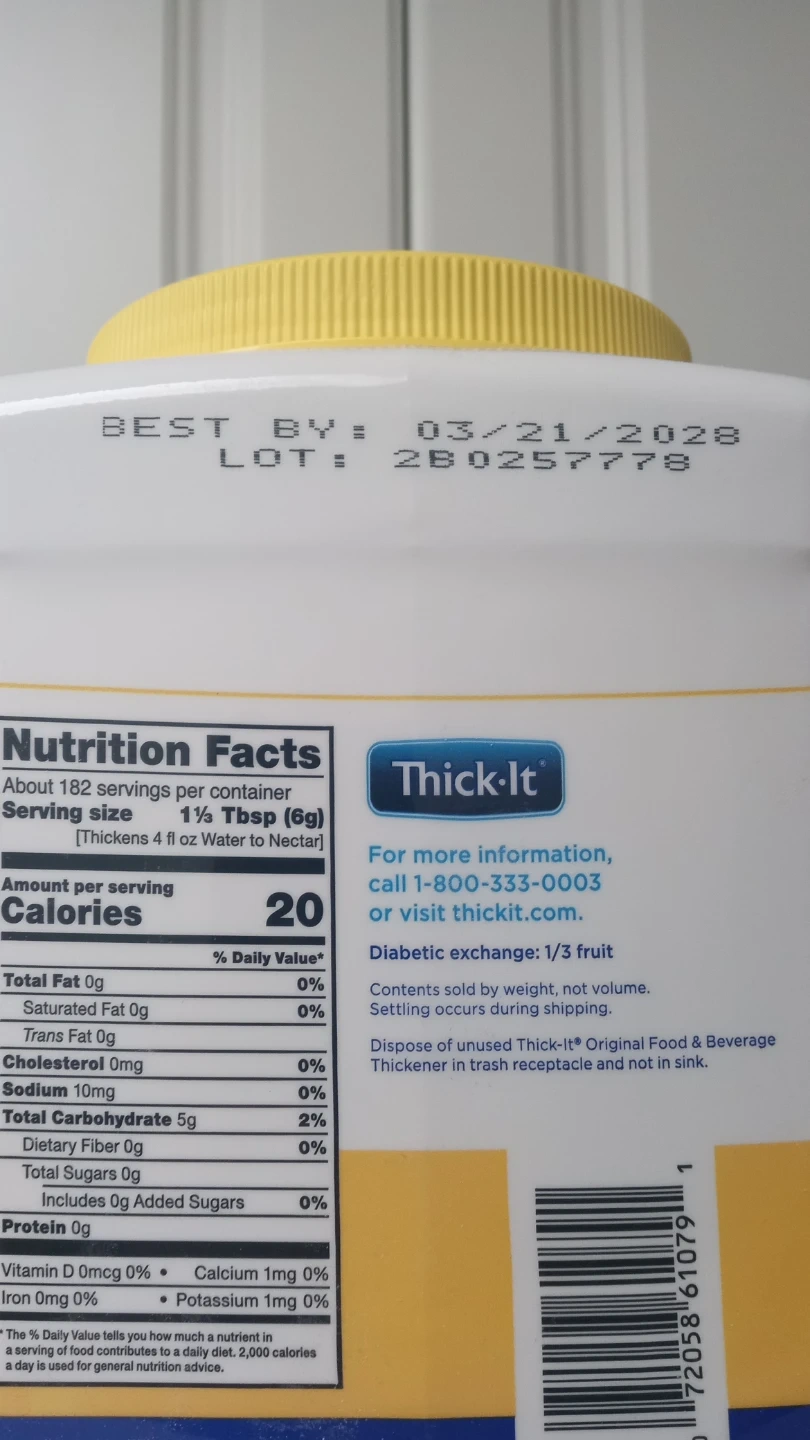 BEST BY: 03/21/2028
LOT: 2B0257778
Nutrition Facts
About 182 servings per container
Serving size 1⅓ Tbsp (6g)
[Thickens 4 fl oz Water to Nectar]
Amount per serving
Calories 20
% Daily Value*
Total Fat 0g 0%
Saturated Fat 0g 0%
Trans Fat 0g
Cholesterol 0mg 0%
Sodium 10mg 0%
Total Carbohydrate 5g 2%
Dietary Fiber 0g 0%
Total Sugars 0g
Includes 0g Added Sugars 0%
Protein 0g
Vitamin D 0mcg 0% • Calcium 1mg 0%
Iron 0mg 0% • Potassium 1mg 0%
* The % Daily Value tells you how much a nutrient in
a serving of food contributes to a daily diet. 2,000 calories
a day is used for general nutrition advice.
Thick·It®
For more information,
call 1-800-333-0003
or visit thickit.com.
Diabetic exchange: 1/3 fruit
Contents sold by weight, not volume.
Settling occurs during shipping.
Dispose of unused Thick-It® Original Food & Beverage
Thickener in trash receptacle and not in sink.
72058 61079 1